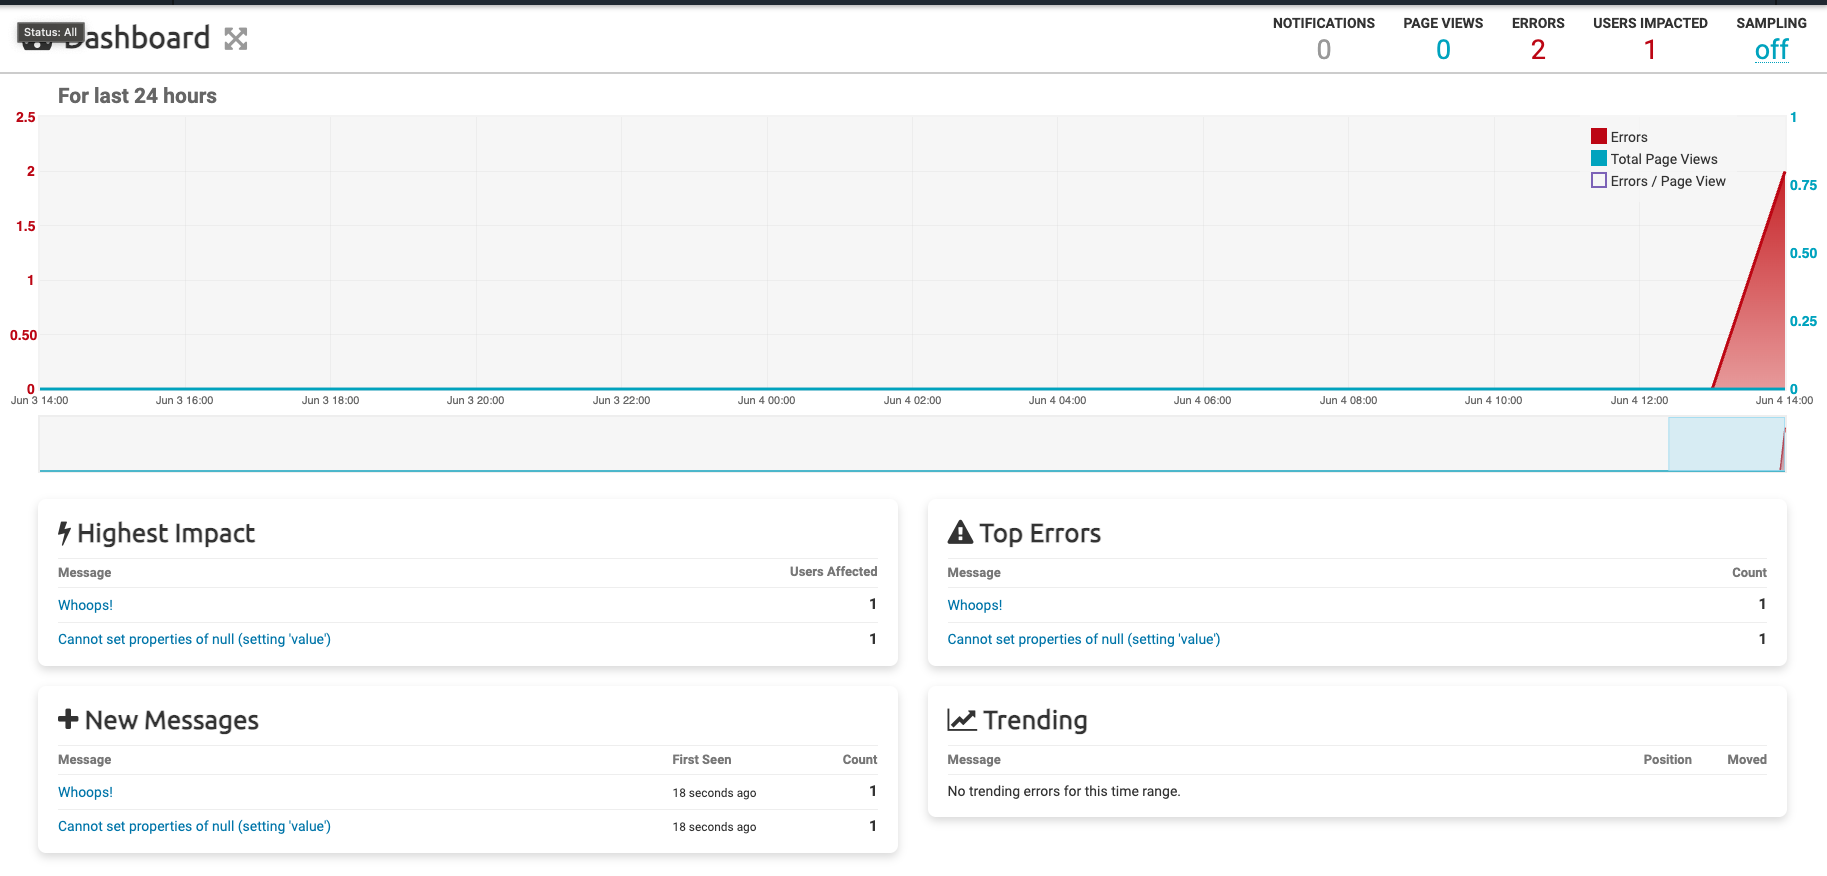 Status: All
Dashboard
NOTIFICATIONS PAGE VIEWS ERRORS USERS IMPACTED SAMPLING
0 0 2 1 off
For last 24 hours
2.5
2
1.5
1
0.50
0
1
0.75
0.50
0.25
0
Errors
Total Page Views
Errors / Page View
Jun 3 14:00 Jun 3 16:00 Jun 3 18:00 Jun 3 20:00 Jun 3 22:00 Jun 4 00:00 Jun 4 02:00 Jun 4 04:00 Jun 4 06:00 Jun 4 08:00 Jun 4 10:00 Jun 4 12:00 Jun 4 14:00
Highest Impact
Message Users Affected
Whoops! 1
Cannot set properties of null (setting 'value') 1
Top Errors
Message Count
Whoops! 1
Cannot set properties of null (setting 'value') 1
New Messages
Message First Seen Count
Whoops! 18 seconds ago 1
Cannot set properties of null (setting 'value') 18 seconds ago 1
Trending
Message Position Moved
No trending errors for this time range.